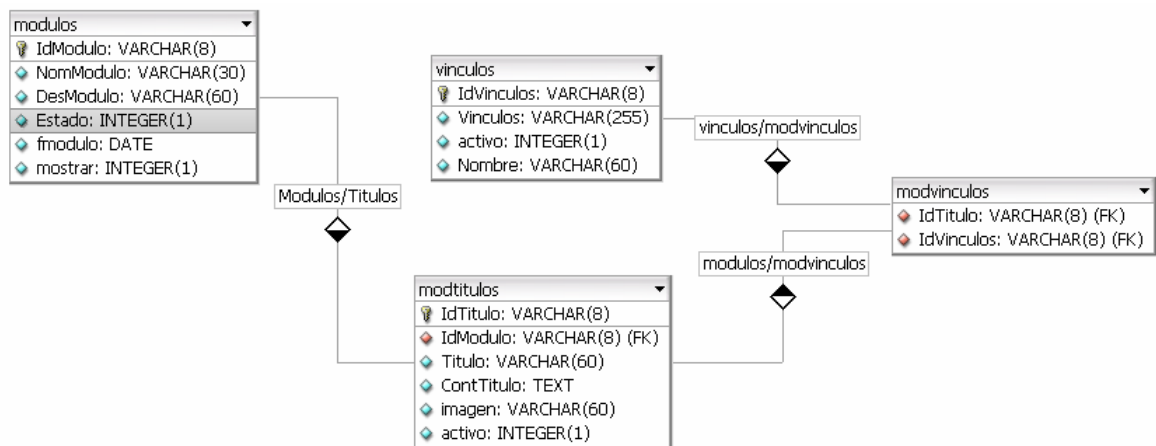 modulos
IdModulo: VARCHAR(8)
NomModulo: VARCHAR(30)
DesModulo: VARCHAR(60)
Estado: INTEGER(1)
fmodulo: DATE
mostrar: INTEGER(1)
vinculos
IdVinculos: VARCHAR(8)
Vinculos: VARCHAR(255)
activo: INTEGER(1)
Nombre: VARCHAR(60)
vinculos/modvinculos
Modulos/Titulos
modvinculos
IdTitulo: VARCHAR(8) (FK)
IdVinculos: VARCHAR(8) (FK)
modulos/modvinculos
modtitulos
IdTitulo: VARCHAR(8)
IdModulo: VARCHAR(8) (FK)
Titulo: VARCHAR(60)
ContTitulo: TEXT
imagen: VARCHAR(60)
activo: INTEGER(1)